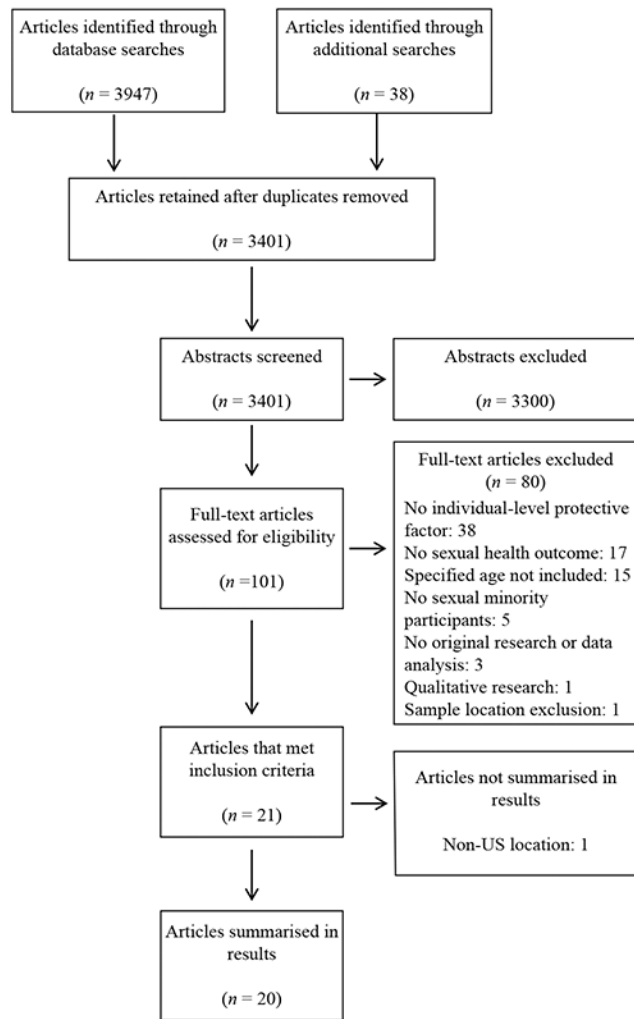 Articles identified through
database searches
(n = 3947)
Articles identified through
additional searches
(n = 38)
Articles retained after duplicates removed
(n = 3401)
Abstracts screened
(n = 3401)
Abstracts excluded
(n = 3300)
Full-text articles
assessed for eligibility
(n =101)
Full-text articles excluded
(n = 80)
No individual-level protective
factor: 38
No sexual health outcome: 17
Specified age not included: 15
No sexual minority
participants: 5
No original research or data
analysis: 3
Qualitative research: 1
Sample location exclusion: 1
Articles that met
inclusion criteria
(n = 21)
Articles not summarised in
results
Non-US location: 1
Articles summarised in
results
(n = 20)